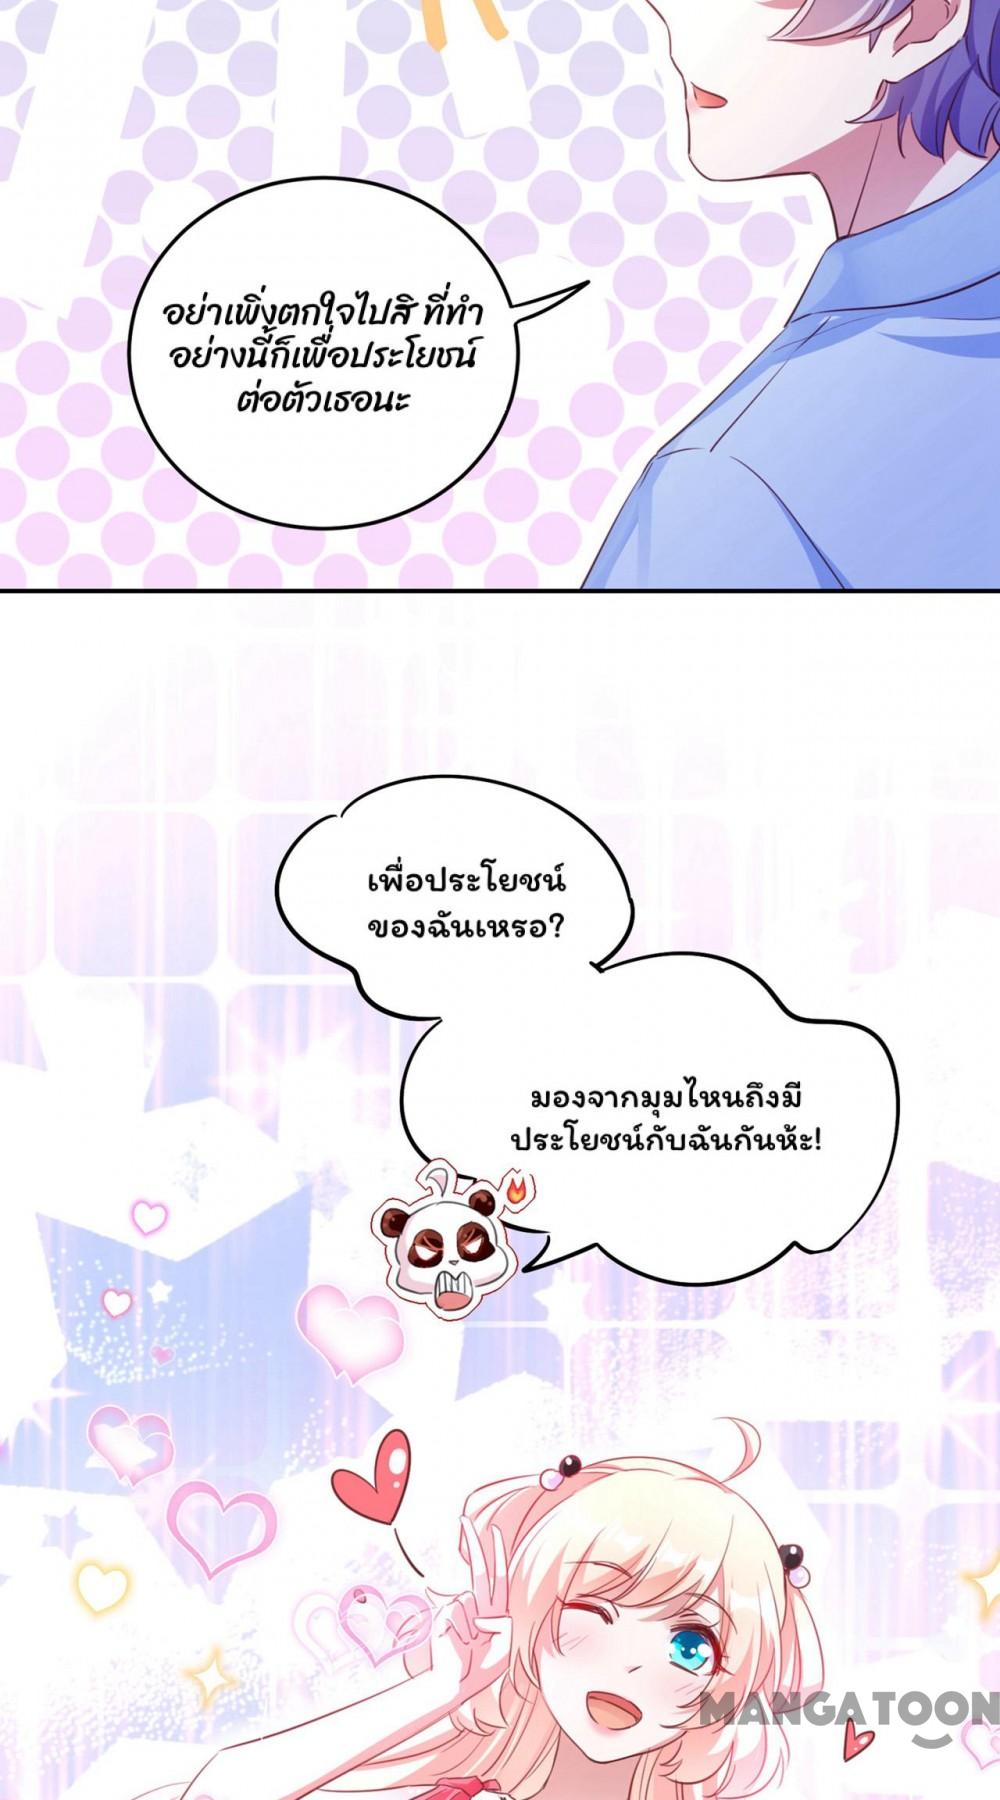 อย่าเพิ่งตกใจไปสิ ที่ทำ
อย่างนี้ก็เพื่อประโยชน์
ต่อตัวเธอนะ
เพื่อประโยชน์
ของฉันเหรอ?
มองจากมุมไหนถึงมี
ประโยชน์กับฉันกันห้ะ!
MANGATOON